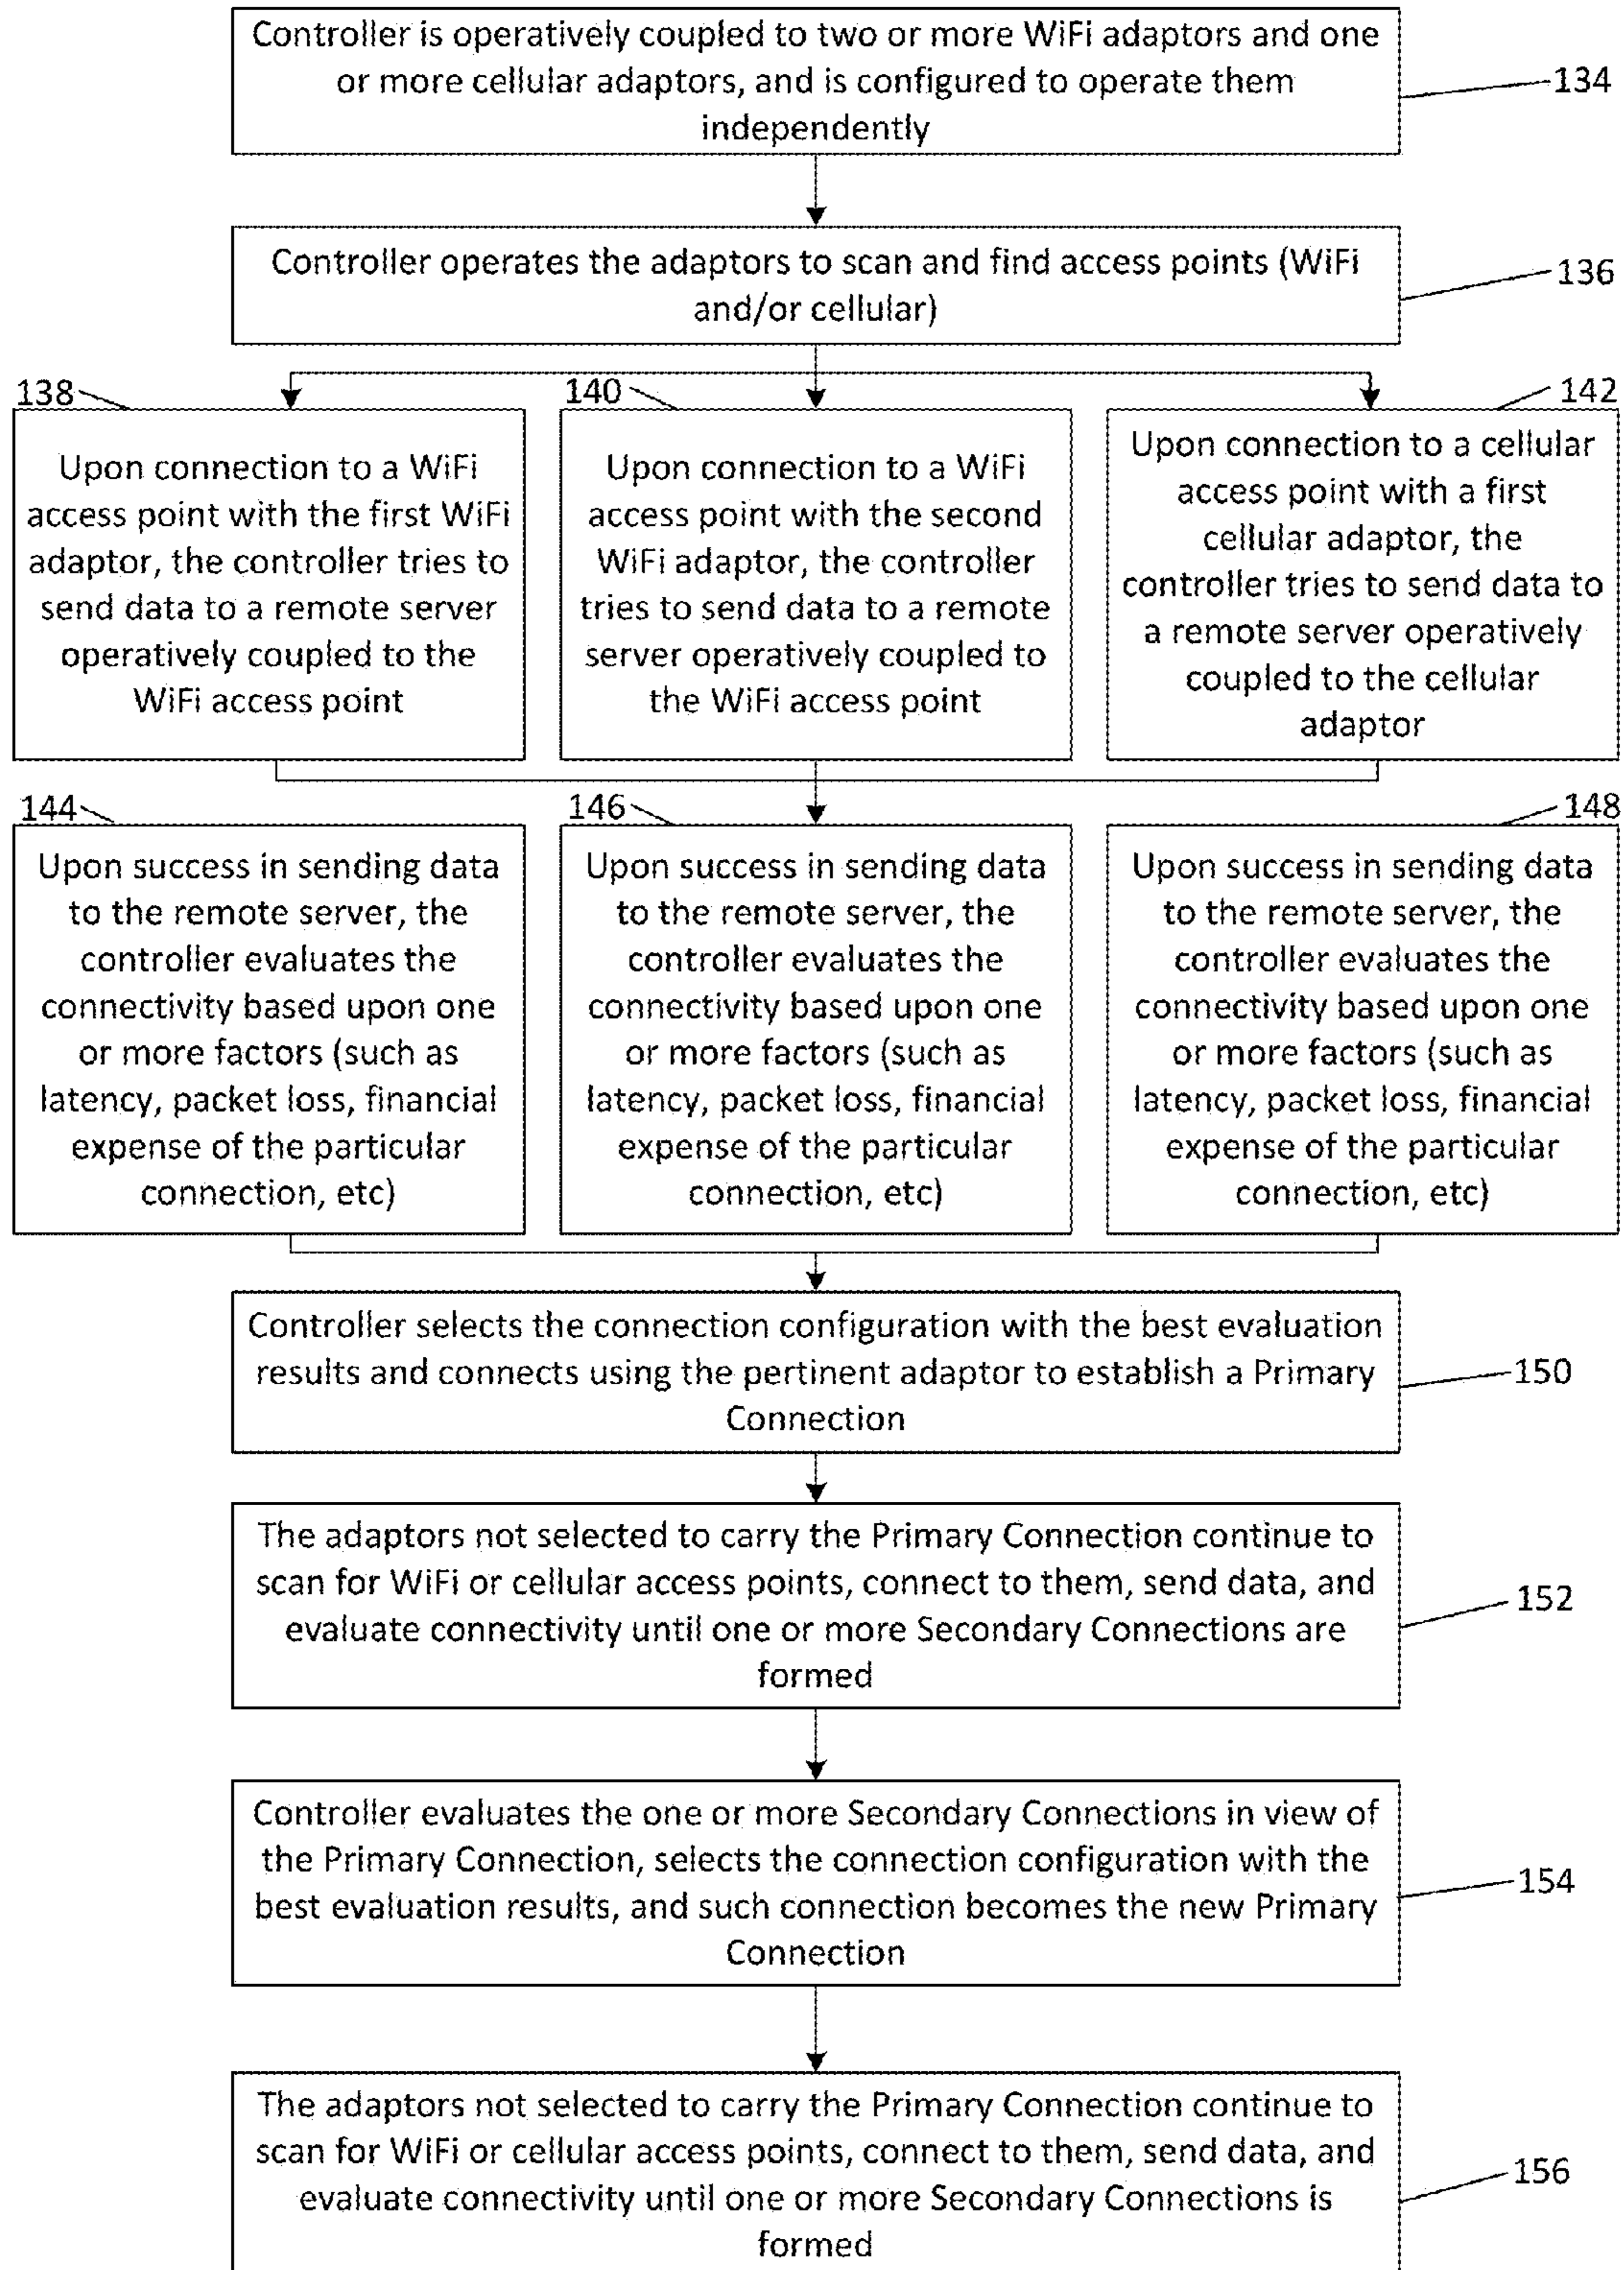 Controller is operatively coupled to two or more WiFi adaptors and one
or more cellular adaptors, and is configured to operate them
independently
134
Controller operates the adaptors to scan and find access points (WiFi
and/or cellular)
136
138
Upon connection to a WiFi
access point with the first WiFi
adaptor, the controller tries to
send data to a remote server
operatively coupled to the
WiFi access point
140
Upon connection to a WiFi
access point with the second
WiFi adaptor, the controller
tries to send data to a remote
server operatively coupled to
the WiFi access point
142
Upon connection to a cellular
access point with a first
cellular adaptor, the
controller tries to send data to
a remote server operatively
coupled to the cellular
adaptor
144
Upon success in sending data
to the remote server, the
controller evaluates the
connectivity based upon one
or more factors (such as
latency, packet loss, financial
expense of the particular
connection, etc)
146
Upon success in sending data
to the remote server, the
controller evaluates the
connectivity based upon one
or more factors (such as
latency, packet loss, financial
expense of the particular
connection, etc)
148
Upon success in sending data
to the remote server, the
controller evaluates the
connectivity based upon one
or more factors (such as
latency, packet loss, financial
expense of the particular
connection, etc)
Controller selects the connection configuration with the best evaluation
results and connects using the pertinent adaptor to establish a Primary
Connection
150
The adaptors not selected to carry the Primary Connection continue to
scan for WiFi or cellular access points, connect to them, send data, and
evaluate connectivity until one or more Secondary Connections are
formed
152
Controller evaluates the one or more Secondary Connections in view of
the Primary Connection, selects the connection configuration with the
best evaluation results, and such connection becomes the new Primary
Connection
154
The adaptors not selected to carry the Primary Connection continue to
scan for WiFi or cellular access points, connect to them, send data, and
evaluate connectivity until one or more Secondary Connections is
formed
156